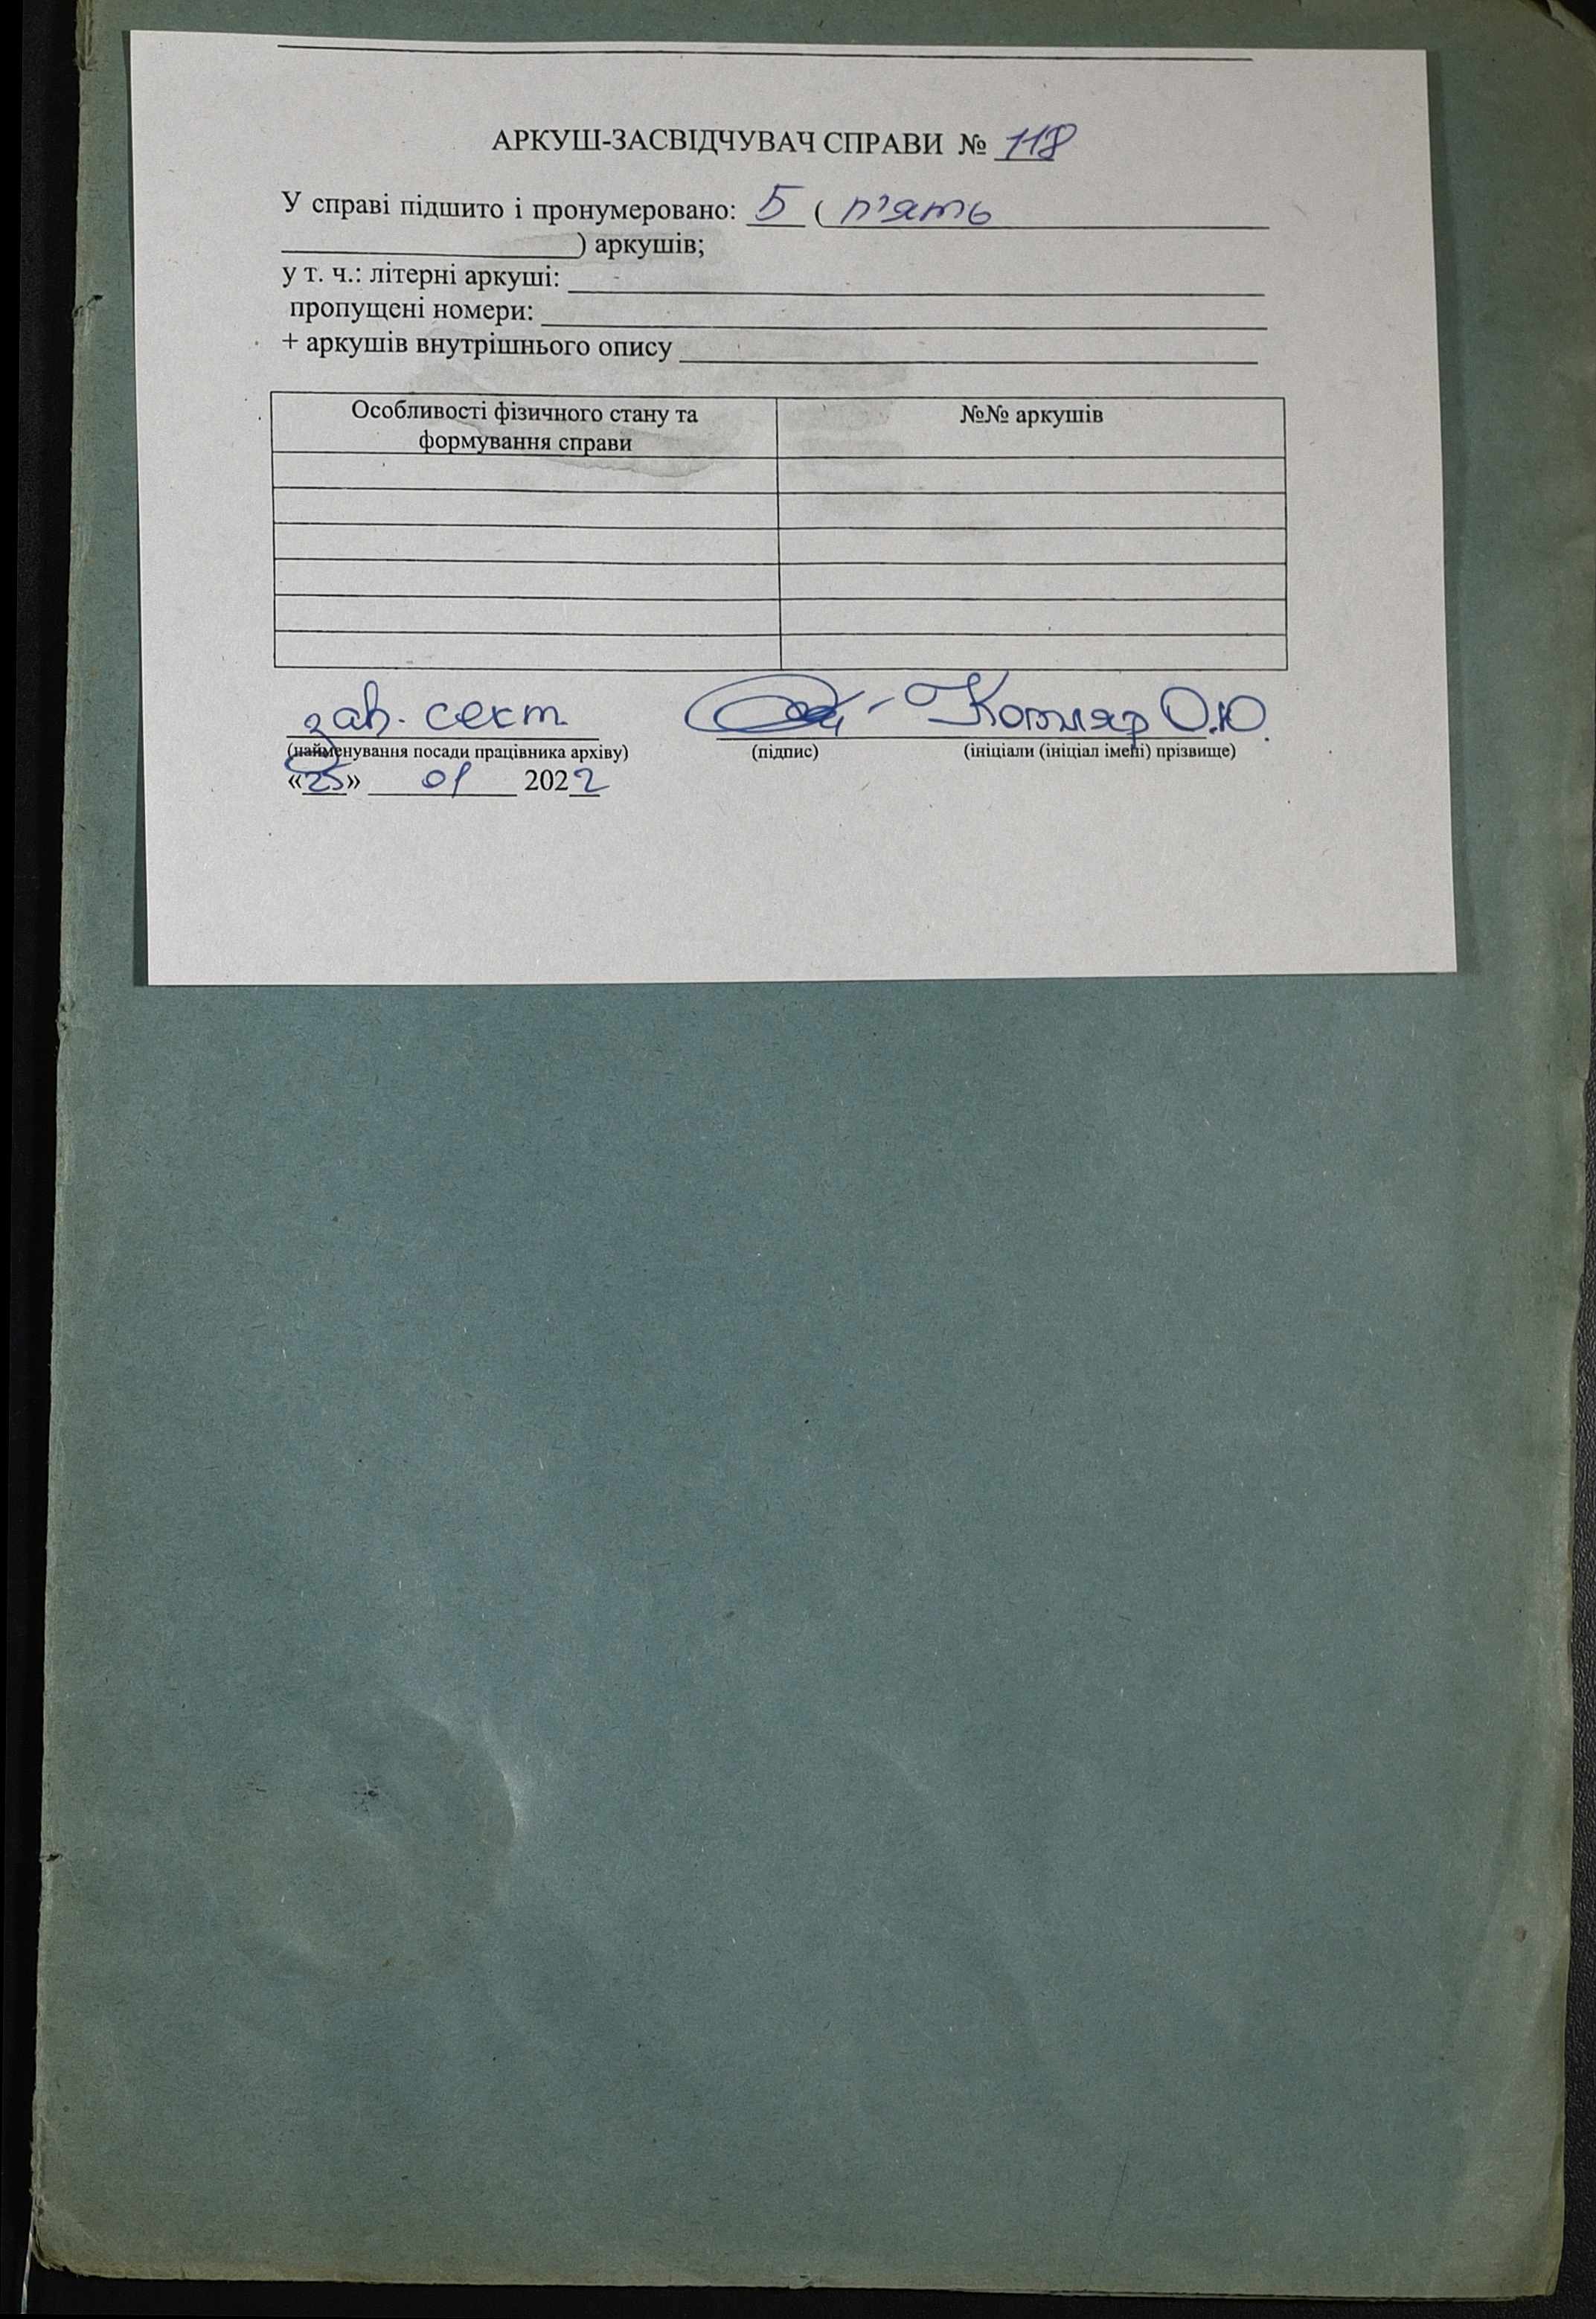 АРКУШ-ЗАСВІДЧУВАЧ СПРАВИ № 118
У справі підшито і пронумеровано: 5 ( п'ять
) аркушів;
у т. ч.: літерні аркуші:
пропущені номери:
+ аркушів внутрішнього опису
Особливості фізичного стану та формування справи
№№ аркушів
зав. сект. Котляр О.Ю.
(найменування посади працівника архіву) (підпис) (ініціали (ініціал імені) прізвище)
«25» 01 2022